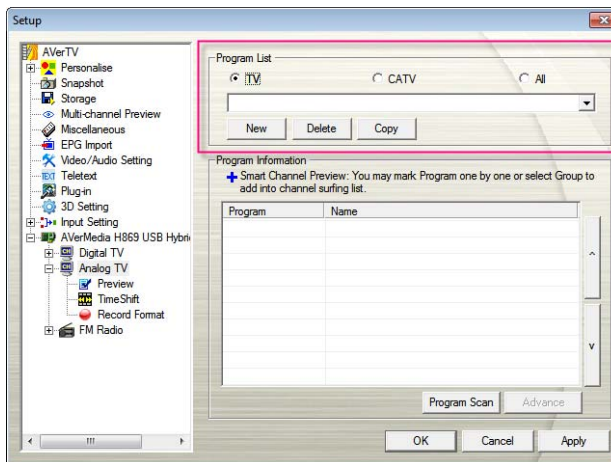 Setup
AVerTV
Personalise
Snapshot
Storage
Multi-channel Preview
Miscellaneous
EPG Import
Video/Audio Setting
TEXT Teletext
Plug-in
3D Setting
Input Setting
AVerMedia H869 USB Hybri
Digital TV
Analog TV
Preview
TimeShift
Record Format
FM Radio
Program List
TV CATV All
New Delete Copy
Program Information
Smart Channel Preview: You may mark Program one by one or select Group to
add into channel surfing list.
Program Name
^
v
Program Scan Advance
OK Cancel Apply